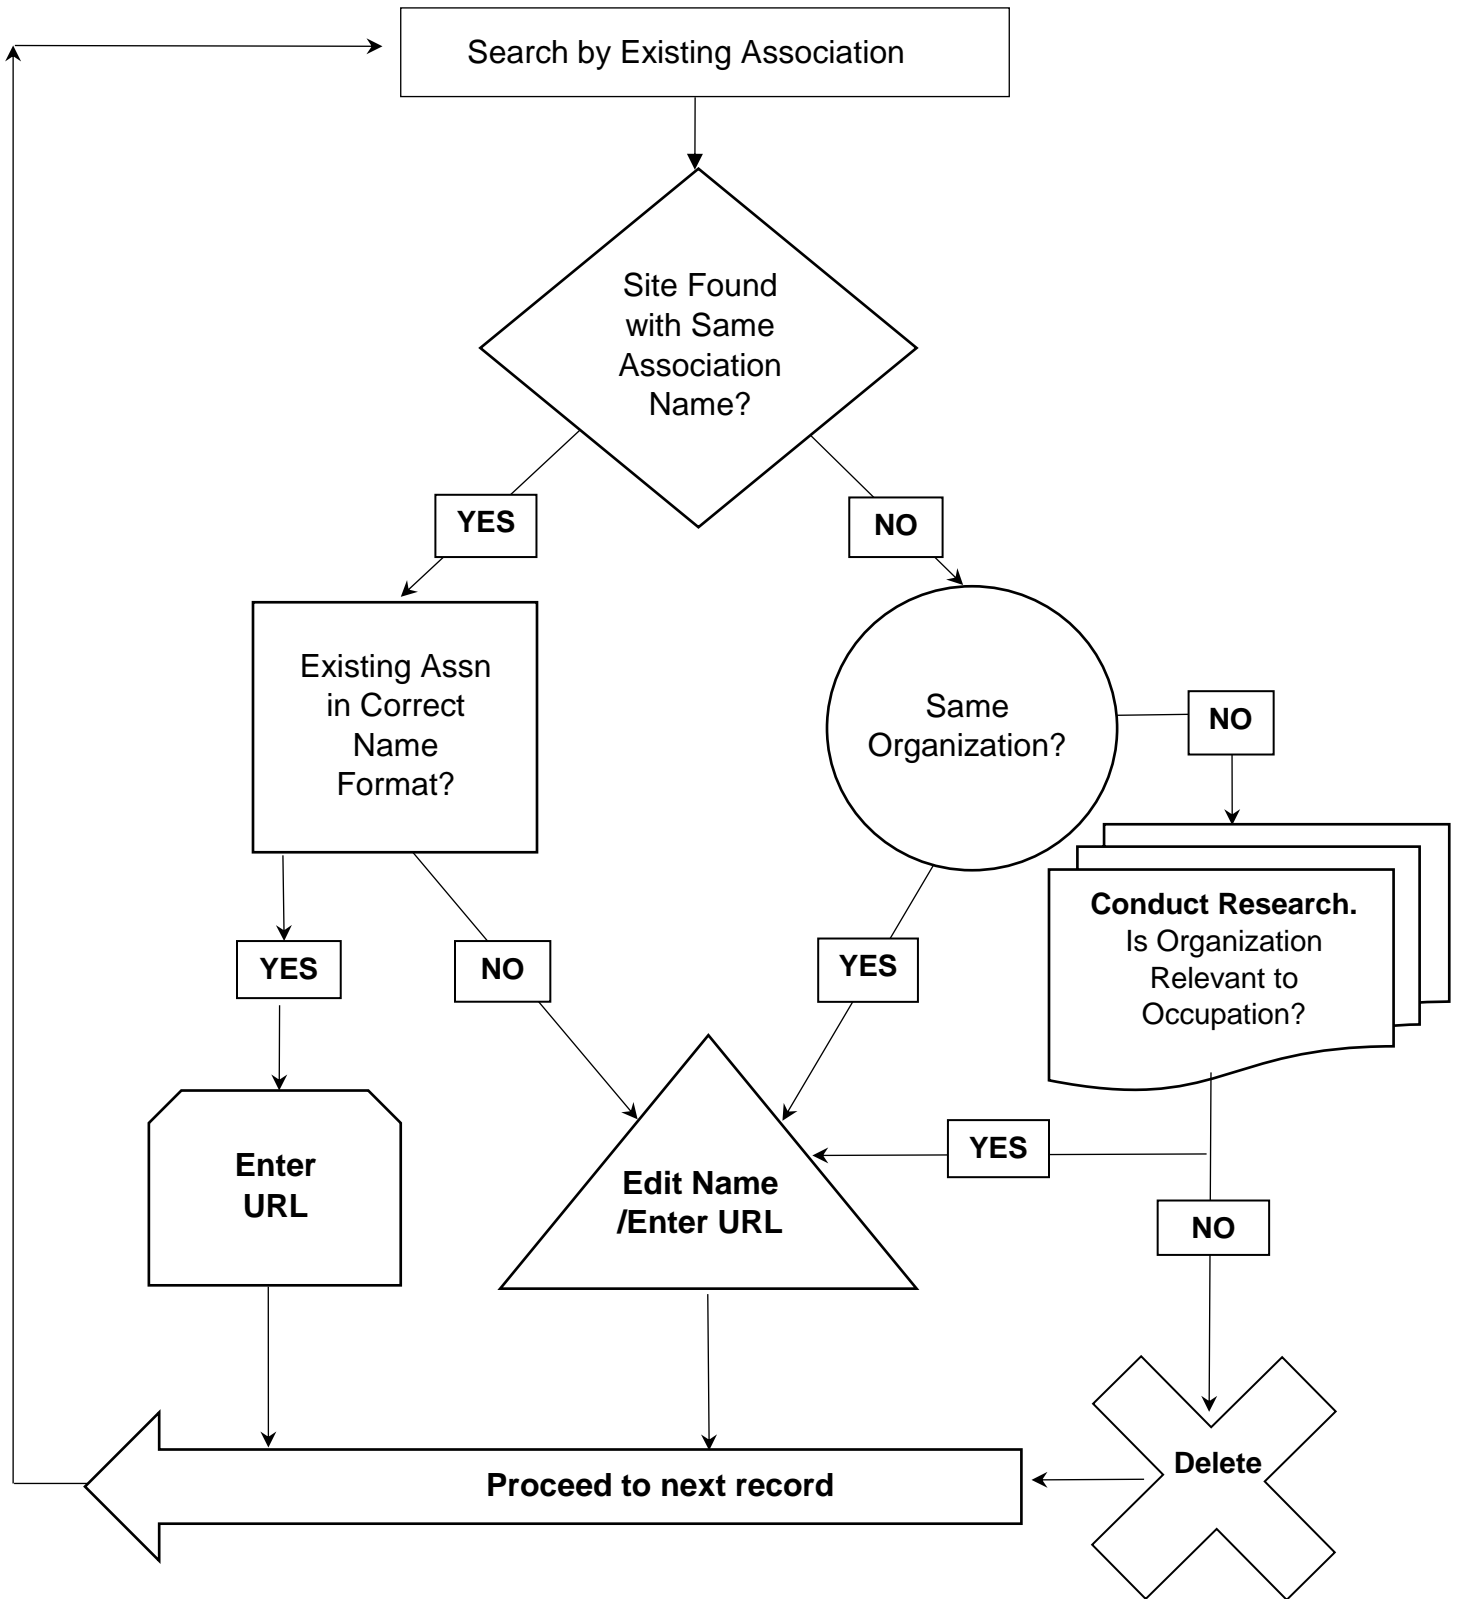 Search by Existing Association
Site Found
with Same
Association
Name?
YES
NO
Existing Assn
in Correct
Name
Format?
Same
Organization?
NO
Conduct Research.
Is Organization
Relevant to
Occupation?
YES
NO
YES
Enter
URL
Edit Name
/Enter URL
YES
NO
Delete
Proceed to next record